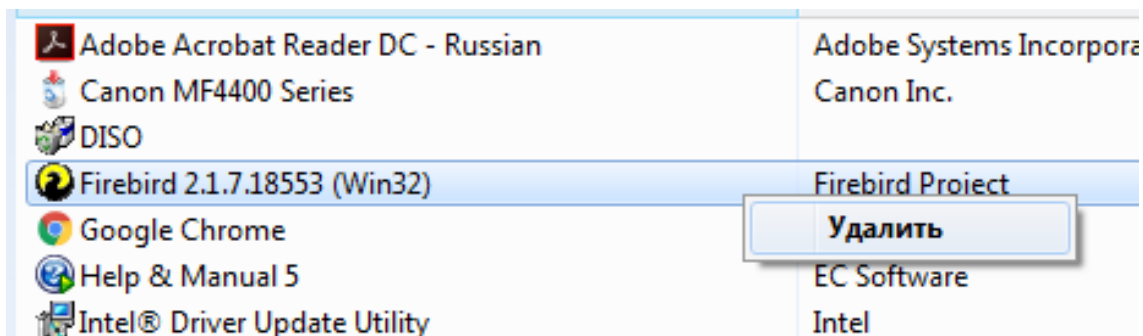 Adobe Acrobat Reader DC - Russian Adobe Systems Incorpora
Canon MF4400 Series Canon Inc.
DISO
Firebird 2.1.7.18553 (Win32) Firebird Project
Удалить
Google Chrome
Help & Manual 5 EC Software
Intel® Driver Update Utility Intel